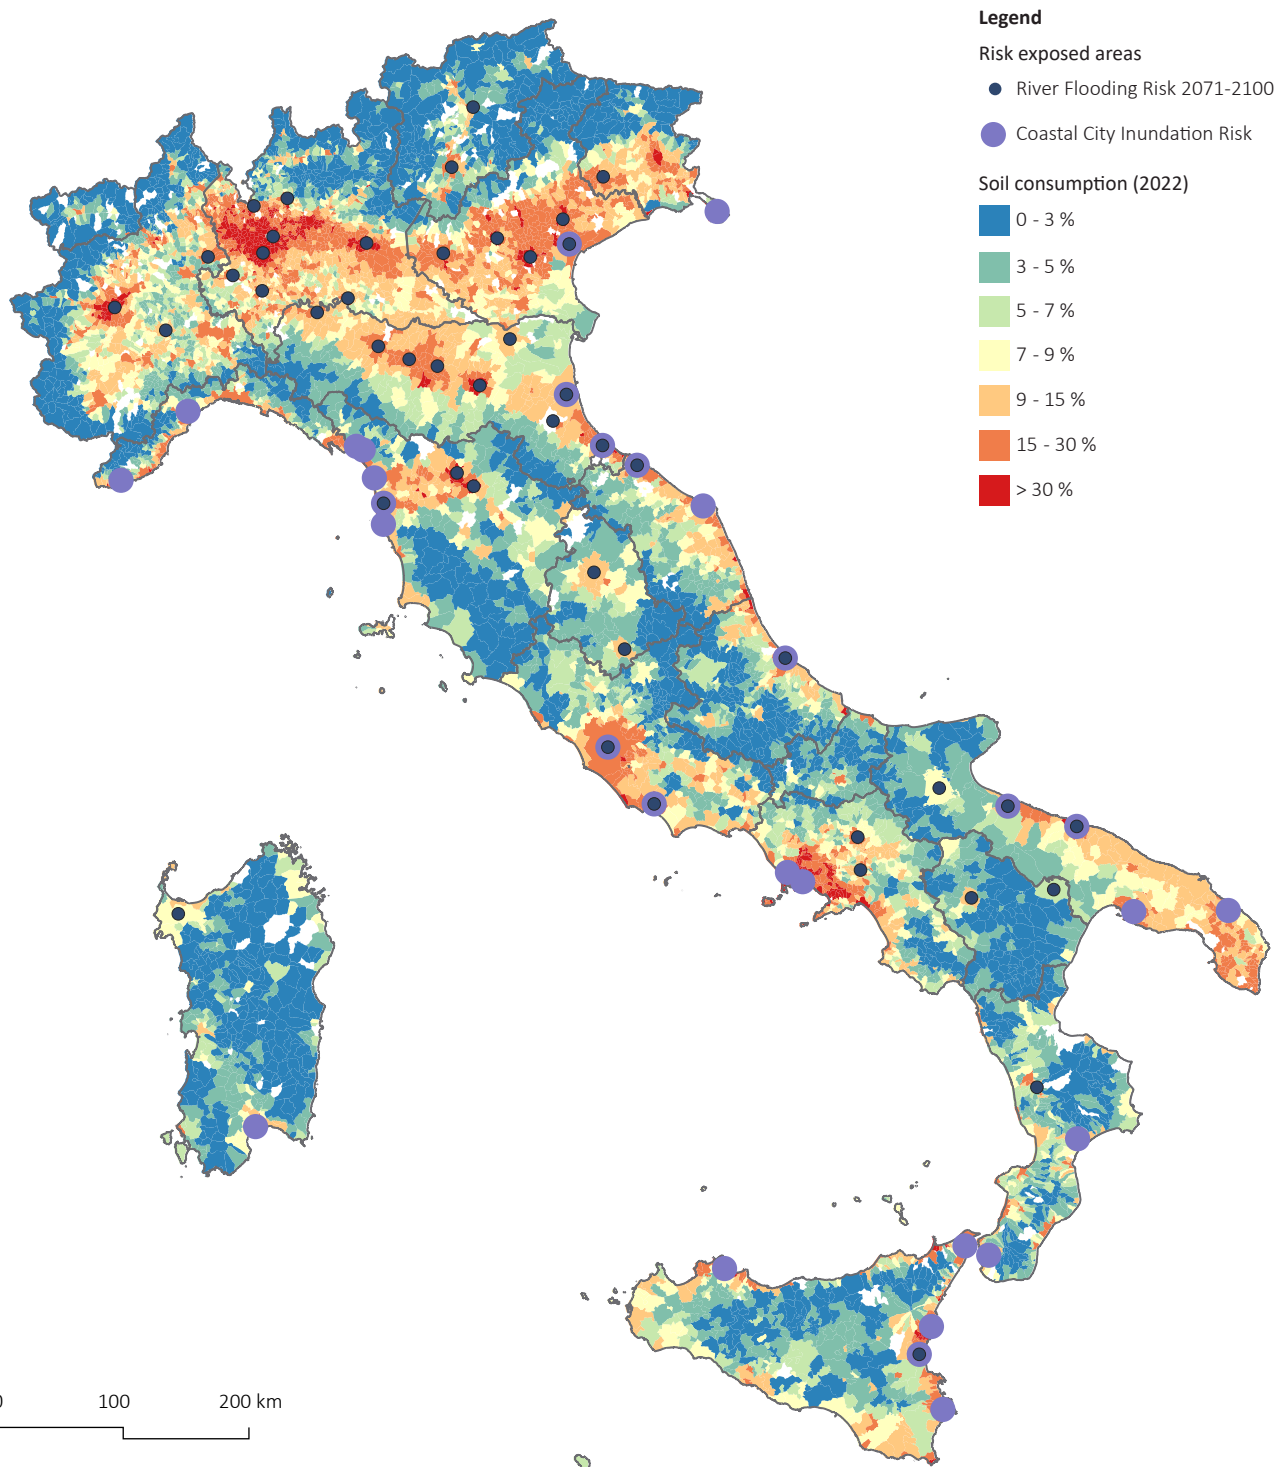 Legend
Risk exposed areas
River Flooding Risk 2071-2100
Coastal City Inundation Risk
Soil consumption (2022)
0 - 3 %
3 - 5 %
5 - 7 %
7 - 9 %
9 - 15 %
15 - 30 %
> 30 %
0 100 200 km